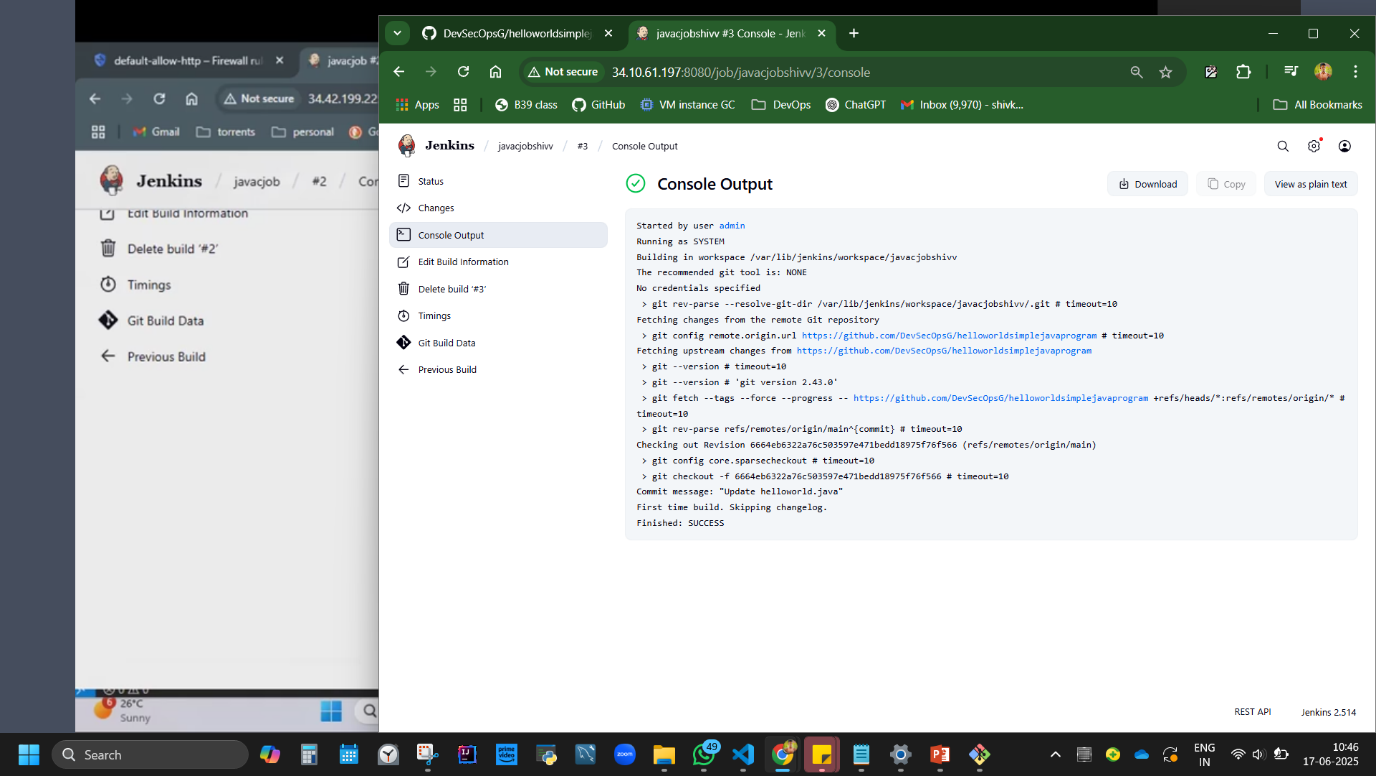 default-allow-http – Firewall rul
javacjob #2
Not secure
34.42.199.22
Gmail
torrents
personal
Jenkins / javacjob / #2 / Con
Edit Build Information
Delete build '#2'
Timings
Git Build Data
Previous Build
6
26°C
Sunny
DevSecOpsG/helloworldsimplej
javacjobshivv #3 Console - Jenk
Not secure
34.10.61.197:8080/job/javacjobshivv/3/console
Apps
B39 class
GitHub
VM instance GC
DevOps
ChatGPT
Inbox (9,970) - shivk...
All Bookmarks
Jenkins / javacjobshivv / #3 / Console Output
Status
Changes
Console Output
Edit Build Information
Delete build '#3'
Timings
Git Build Data
Previous Build
Console Output
Download
Copy
View as plain text
Started by user admin
Running as SYSTEM
Building in workspace /var/lib/jenkins/workspace/javacjobshivv
The recommended git tool is: NONE
No credentials specified
> git rev-parse --resolve-git-dir /var/lib/jenkins/workspace/javacjobshivv/.git # timeout=10
Fetching changes from the remote Git repository
> git config remote.origin.url https://github.com/DevSecOpsG/helloworldsimplejavaprogram # timeout=10
Fetching upstream changes from https://github.com/DevSecOpsG/helloworldsimplejavaprogram
> git --version # timeout=10
> git --version # 'git version 2.43.0'
> git fetch --tags --force --progress -- https://github.com/DevSecOpsG/helloworldsimplejavaprogram +refs/heads/*:refs/remotes/origin/* #
timeout=10
> git rev-parse refs/remotes/origin/main^{commit} # timeout=10
Checking out Revision 6664eb6322a76c503597e471bedd18975f76f566 (refs/remotes/origin/main)
> git config core.sparsecheckout # timeout=10
> git checkout -f 6664eb6322a76c503597e471bedd18975f76f566 # timeout=10
Commit message: "Update helloworld.java"
First time build. Skipping changelog.
Finished: SUCCESS
REST API
Jenkins 2.514
Search
prime video
zoom
49
ENG
IN
10:46
17-06-2025